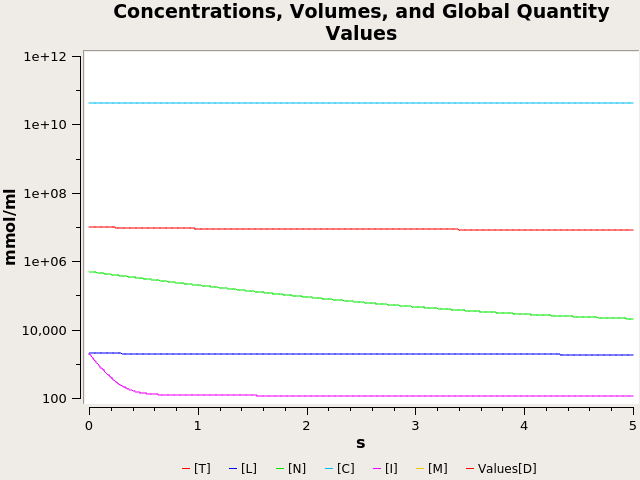 Concentrations, Volumes, and Global Quantity
Values
1e+12
1e+10
1e+08
1e+06
10,000
100
mmol/ml
0 1 2 3 4 5
s
[T] [L] [N] [C] [I] [M] Values[D]